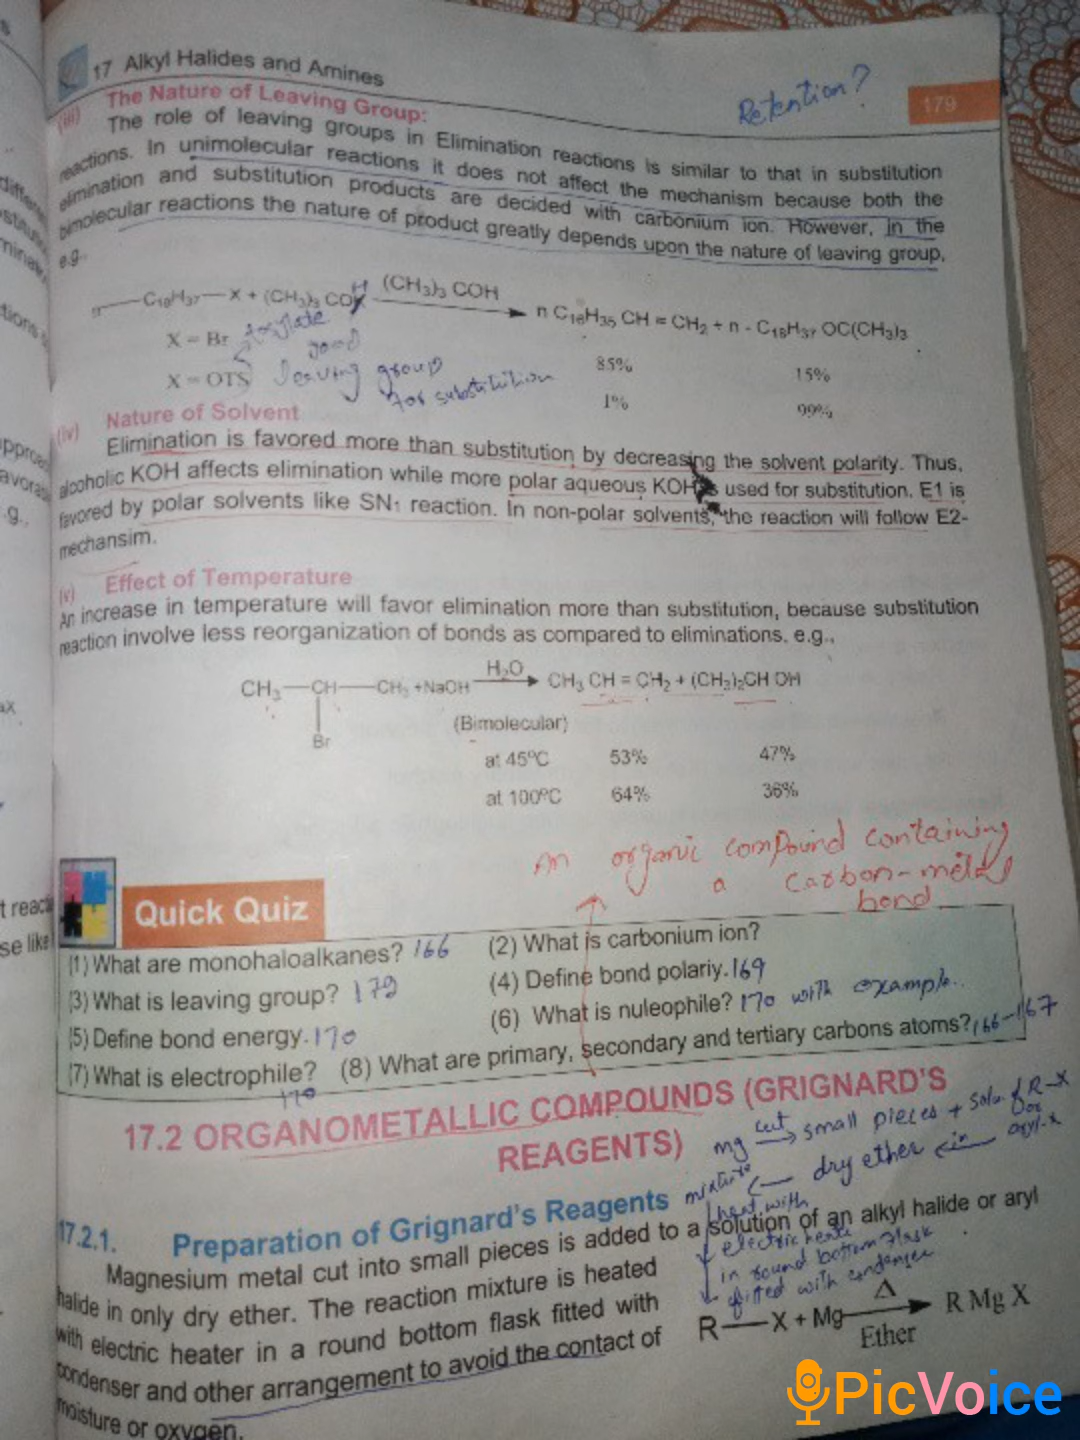 17 Alkyl Halides and Amines
Retention?
179
(iii) The Nature of Leaving Group:
The role of leaving groups in Elimination reactions is similar to that in substitution
reactions. In unimolecular reactions it does not affect the mechanism because both the
elimination and substitution products are decided with carbonium ion. However, in the
bimolecular reactions the nature of product greatly depends upon the nature of leaving group,
e.g.
n—C18H37—X + (CH3)3 CO (CH3)3 COH n C16H35 CH = CH2 + n - C18H37 OC(CH3)3
X = Br
85% 15%
good
X = OTS leaving group
for substitution
1% 99%
(iv) Nature of Solvent
Elimination is favored more than substitution by decreasing the solvent polarity. Thus,
alcoholic KOH affects elimination while more polar aqueous KOH is used for substitution. E1 is
favored by polar solvents like SN1 reaction. In non-polar solvents, the reaction will follow E2-
mechansim.
(v) Effect of Temperature
An increase in temperature will favor elimination more than substitution, because substitution
reaction involve less reorganization of bonds as compared to eliminations. e.g.,
CH3—CH—CH3 +NaOH H2O CH3 CH = CH2 + (CH3)2CH OH
Br
(Bimolecular)
at 45ºC 53% 47%
at 100ºC 64% 36%
An organic compound containing
a carbon-metal
bond
Quick Quiz
(1) What are monohaloalkanes? 166 (2) What is carbonium ion?
(3) What is leaving group? 179 (4) Define bond polariy. 169
(5) Define bond energy. 170 (6) What is nuleophile? 170 with example.
(7) What is electrophile? (8) What are primary, secondary and tertiary carbons atoms? 166-167
170
17.2 ORGANOMETALLIC COMPOUNDS (GRIGNARD'S
REAGENTS)
mg cut small pieces + solu of R-X
or
mixture dry ether in aryl-x
heat with
electric heater
in round bottom flask
fitted with condenser
17.2.1. Preparation of Grignard's Reagents
Magnesium metal cut into small pieces is added to a solution of an alkyl halide or aryl
halide in only dry ether. The reaction mixture is heated
with electric heater in a round bottom flask fitted with
condenser and other arrangement to avoid the contact of
moisture or oxygen.
R—X + Mg Δ Ether R Mg X
PicVoice